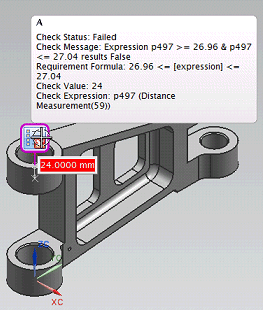 A
Check Status: Failed
Check Message: Expression p497 >= 26.96 & p497
<= 27.04 results False
Requirement Formula: 26.96 <= [expression] <=
27.04
Check Value: 24
Check Expression: p497 (Distance
Measurement(59))
24.0000 mm
ZC
XC